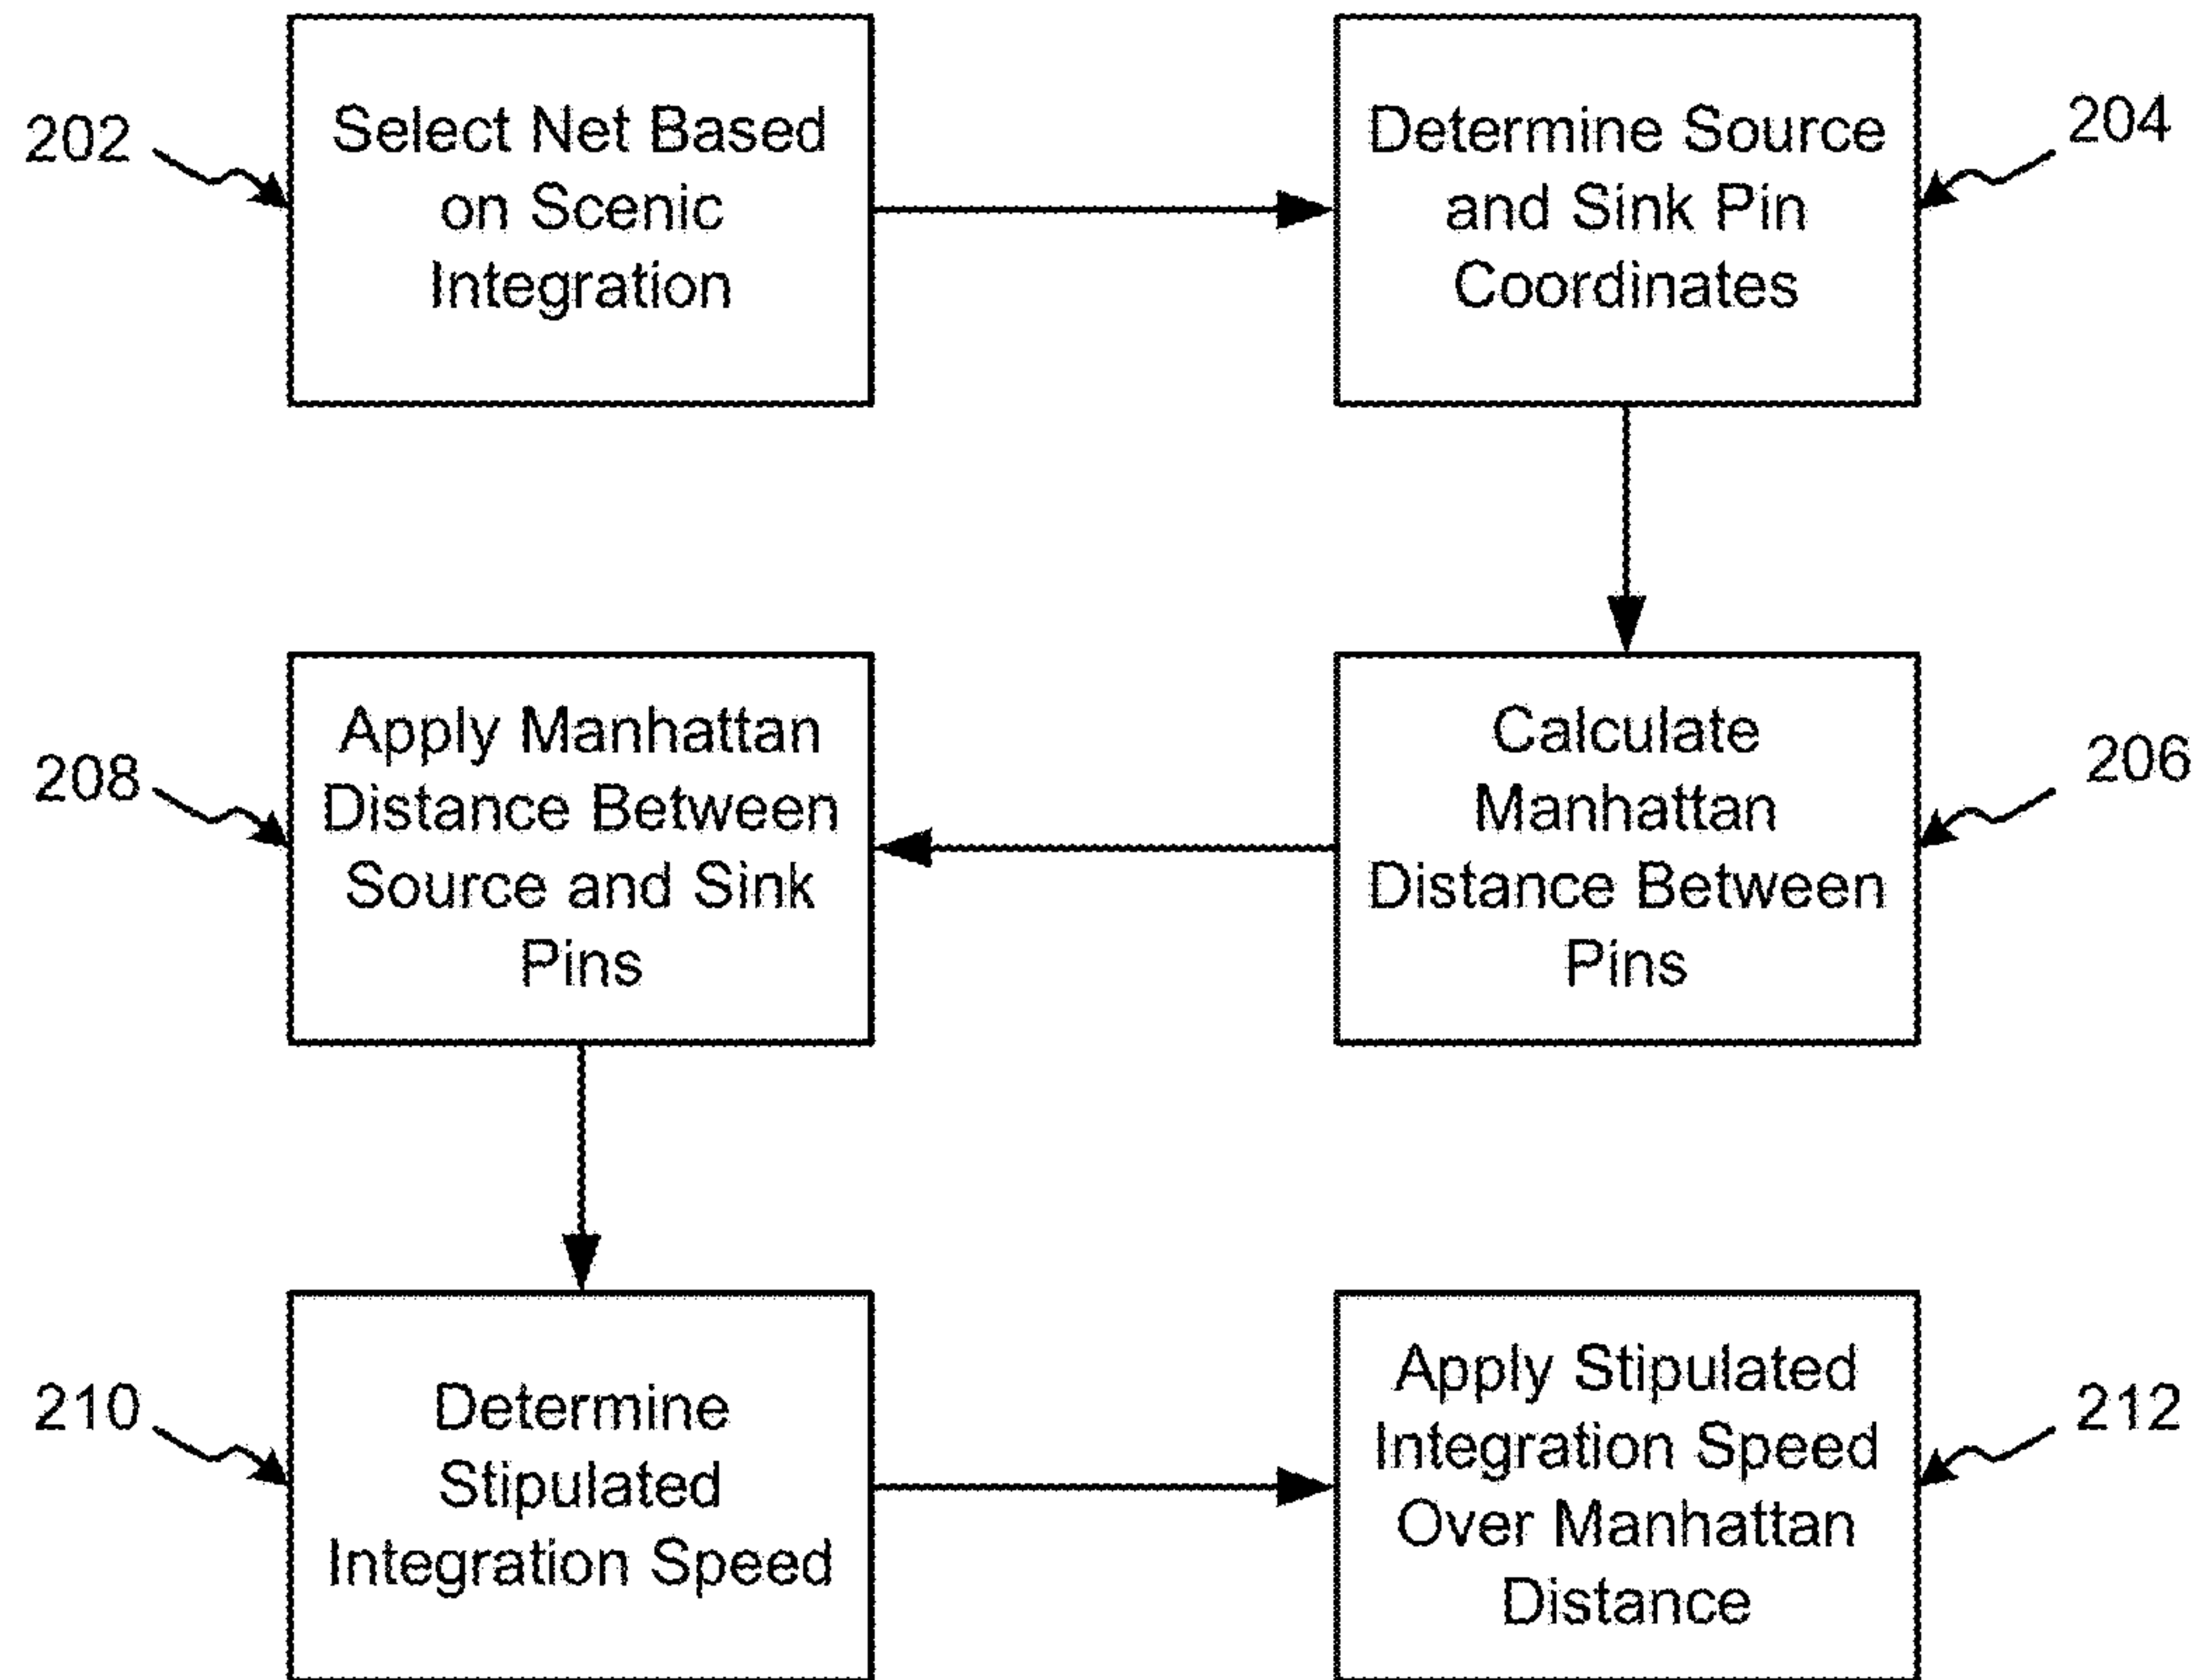 202
Select Net Based
on Scenic
Integration
Determine Source
and Sink Pin
Coordinates
204
208
Apply Manhattan
Distance Between
Source and Sink
Pins
Calculate
Manhattan
Distance Between
Pins
206
210
Determine
Stipulated
Integration Speed
Apply Stipulated
Integration Speed
Over Manhattan
Distance
212